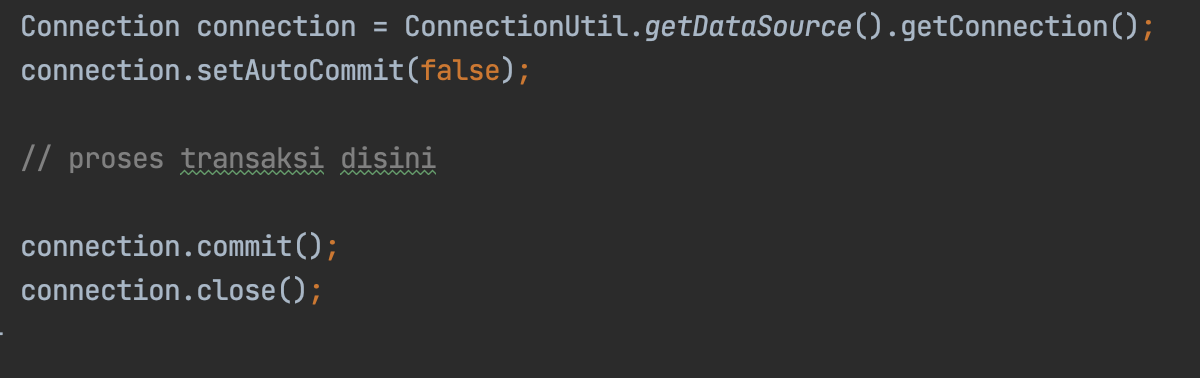 Connection connection = ConnectionUtil.getDataSource().getConnection();
connection.setAutoCommit(false);
// proses transaksi disini
connection.commit();
connection.close();